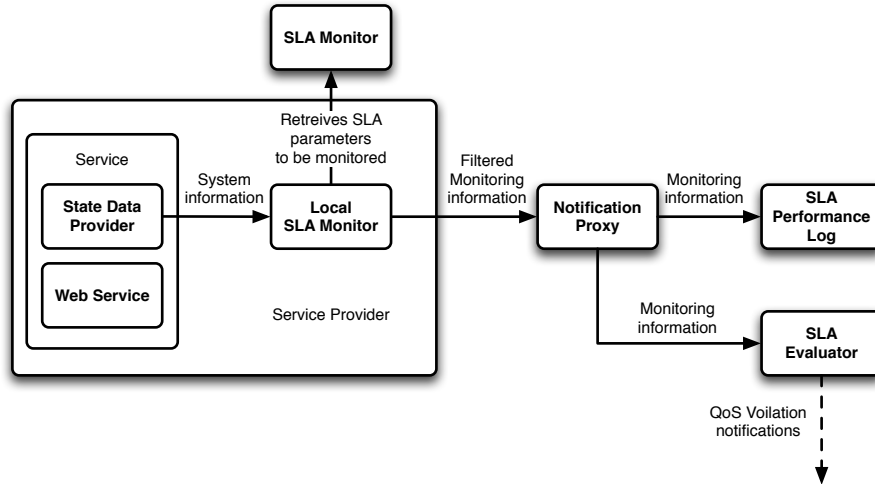 SLA Monitor
Retreives SLA
parameters
to be monitored
Service
System
information
State Data
Provider
Local
SLA Monitor
Web Service
Service Provider
Filtered
Monitoring
information
Notification
Proxy
Monitoring
information
SLA
Performance
Log
Monitoring
information
SLA
Evaluator
QoS Voilation
notifications